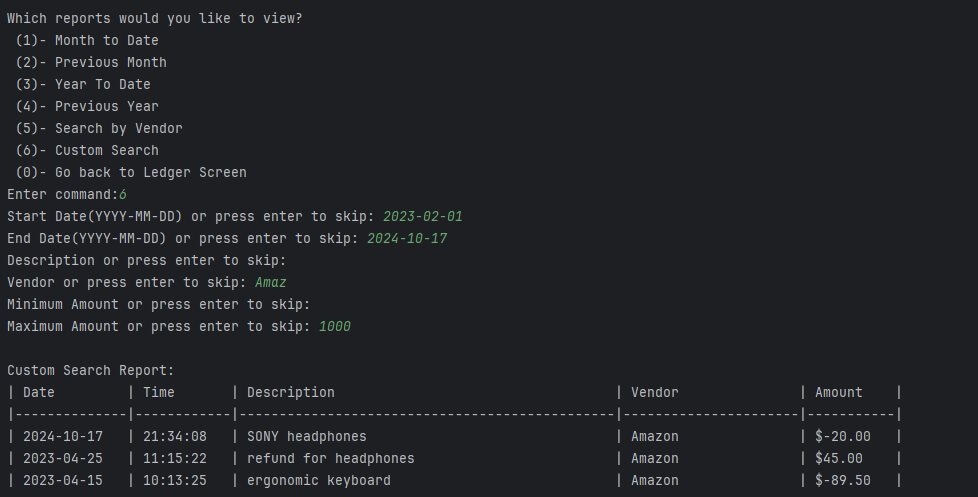 Which reports would you like to view?
(1)- Month to Date
(2)- Previous Month
(3)- Year To Date
(4)- Previous Year
(5)- Search by Vendor
(6)- Custom Search
(0)- Go back to Ledger Screen
Enter command:6
Start Date(YYYY-MM-DD) or press enter to skip: 2023-02-01
End Date(YYYY-MM-DD) or press enter to skip: 2024-10-17
Description or press enter to skip:
Vendor or press enter to skip: Amaz
Minimum Amount or press enter to skip:
Maximum Amount or press enter to skip: 1000
Custom Search Report:
| Date | Time | Description | Vendor | Amount |
|--------------|------------|-----------------------------------------------|----------------------|-----------|
| 2024-10-17 | 21:34:08 | SONY headphones | Amazon | $-20.00 |
| 2023-04-25 | 11:15:22 | refund for headphones | Amazon | $45.00 |
| 2023-04-15 | 10:13:25 | ergonomic keyboard | Amazon | $-89.50 |